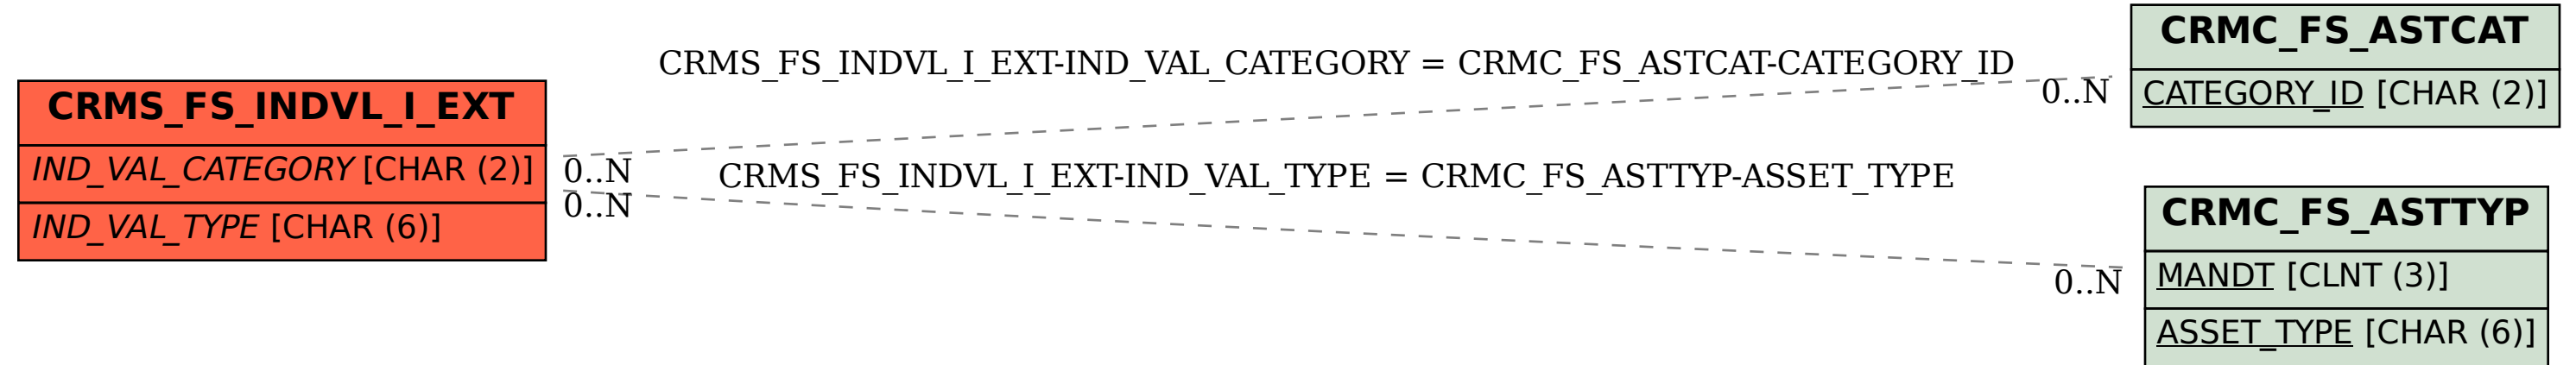 CRMS_FS_INDVL_I_EXT
IND_VAL_CATEGORY [CHAR (2)]
IND_VAL_TYPE [CHAR (6)]
CRMS_FS_INDVL_I_EXT-IND_VAL_CATEGORY = CRMC_FS_ASTCAT-CATEGORY_ID
0..N
0..N
CRMS_FS_INDVL_I_EXT-IND_VAL_TYPE = CRMC_FS_ASTTYP-ASSET_TYPE
0..N
0..N
CRMC_FS_ASTCAT
CATEGORY_ID [CHAR (2)]
CRMC_FS_ASTTYP
MANDT [CLNT (3)]
ASSET_TYPE [CHAR (6)]